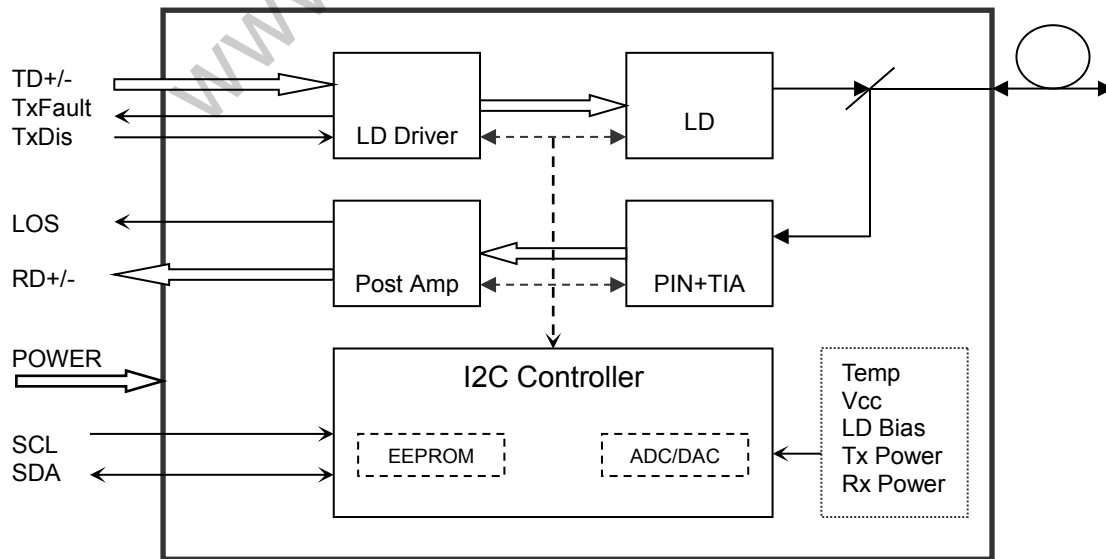 www
TD+/-
TxFault
TxDis
LD Driver
LD
LOS
RD+/-
Post Amp
PIN+TIA
POWER
I2C Controller
SCL
SDA
EEPROM
ADC/DAC
Temp
Vcc
LD Bias
Tx Power
Rx Power